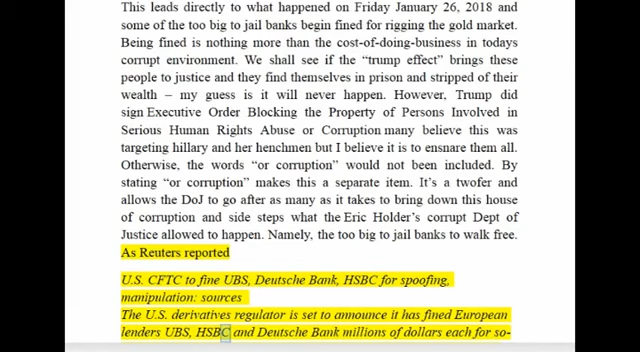 This leads directly to what happened on Friday January 26, 2018 and
some of the too big to jail banks begin fined for rigging the gold market.
Being fined is nothing more than the cost-of-doing-business in todays
corrupt environment. We shall see if the “trump effect” brings these
people to justice and they find themselves in prison and stripped of their
wealth – my guess is it will never happen. However, Trump did
sign Executive Order Blocking the Property of Persons Involved in
Serious Human Rights Abuse or Corruption many believe this was
targeting hillary and her henchmen but I believe it is to ensnare them all.
Otherwise, the words “or corruption” would not been included. By
stating “or corruption” makes this a separate item. It’s a twofer and
allows the DoJ to go after as many as it takes to bring down this house
of corruption and side steps what the Eric Holder’s corrupt Dept of
Justice allowed to happen. Namely, the too big to jail banks to walk free.
As Reuters reported
U.S. CFTC to fine UBS, Deutsche Bank, HSBC for spoofing,
manipulation: sources
The U.S. derivatives regulator is set to announce it has fined European
lenders UBS, HSBC and Deutsche Bank millions of dollars each for so-